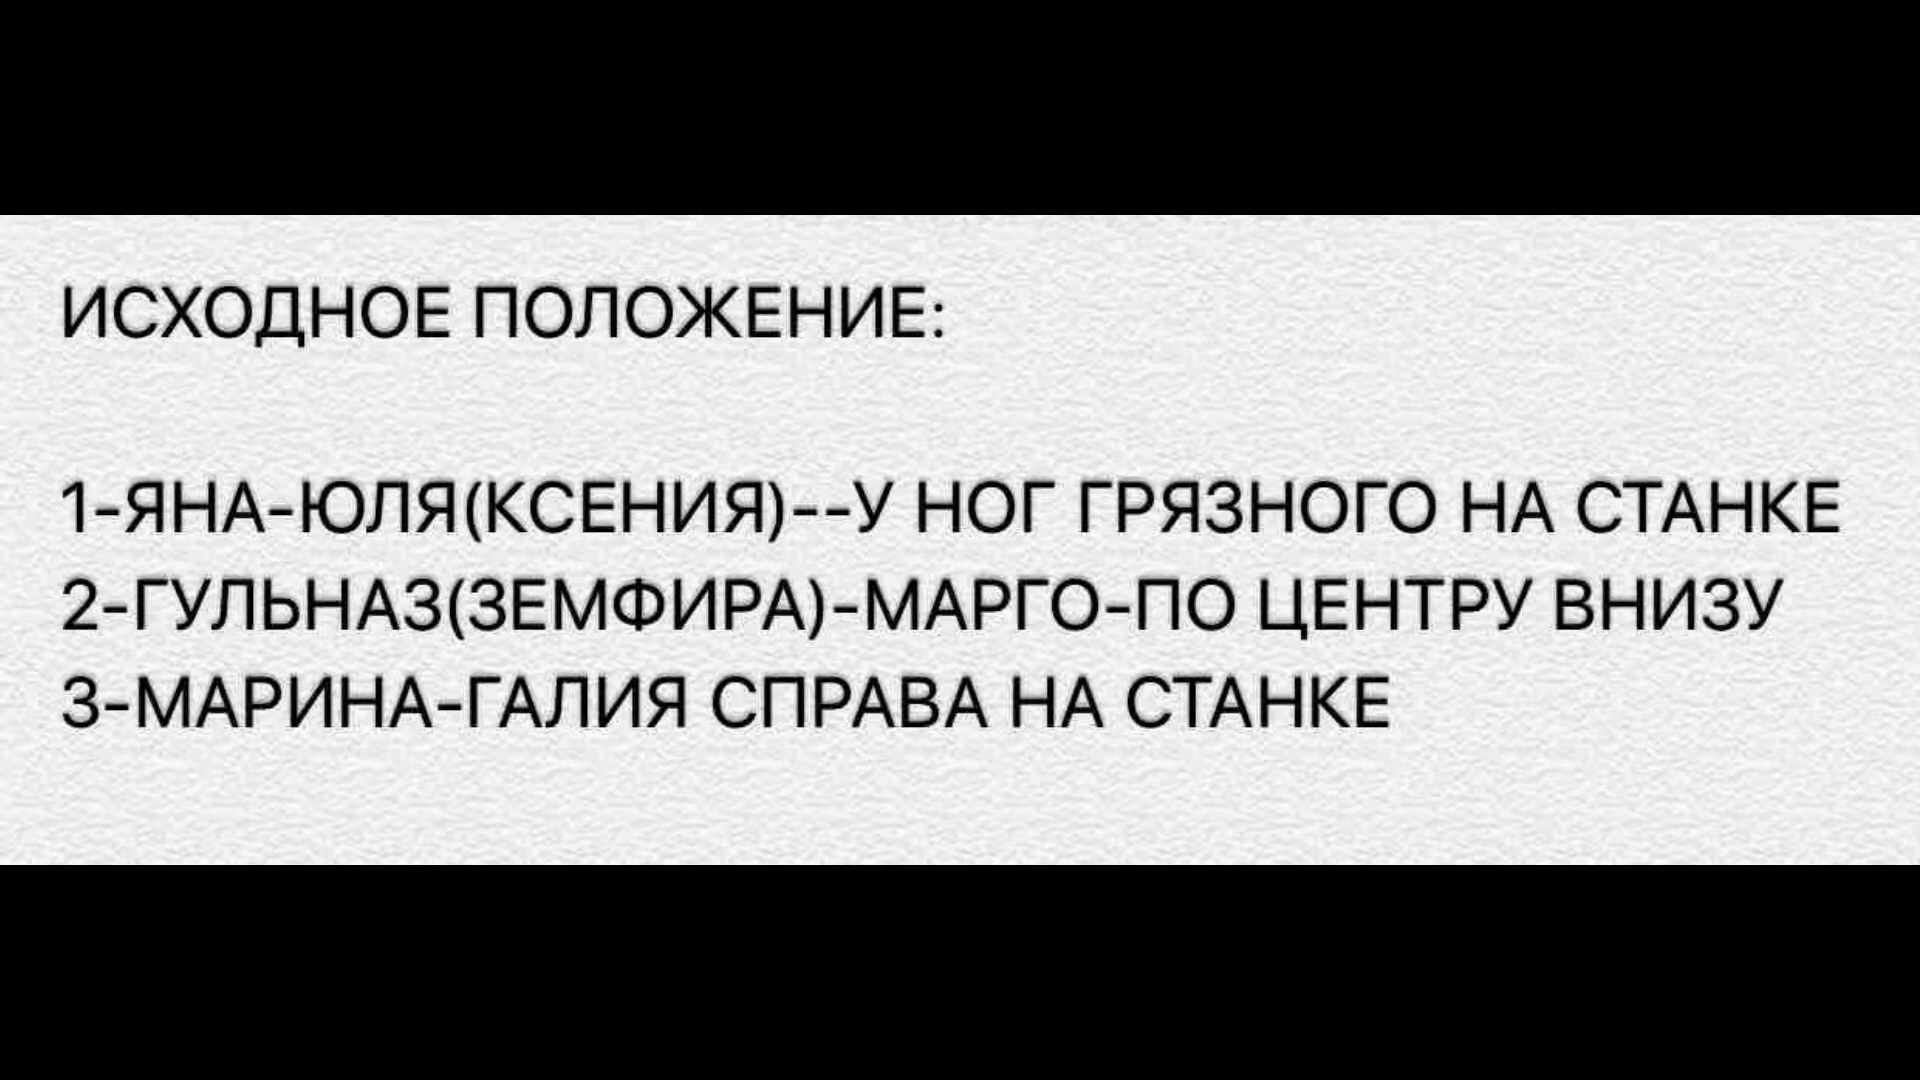 ИСХОДНОЕ ПОЛОЖЕНИЕ:
1-ЯНА-ЮЛЯ(КСЕНИЯ)--У НОГ ГРЯЗНОГО НА СТАНКЕ
2-ГУЛЬНАЗ(ЗЕМФИРА)-МАРГО-ПО ЦЕНТРУ ВНИЗУ
3-МАРИНА-ГАЛИЯ СПРАВА НА СТАНКЕ